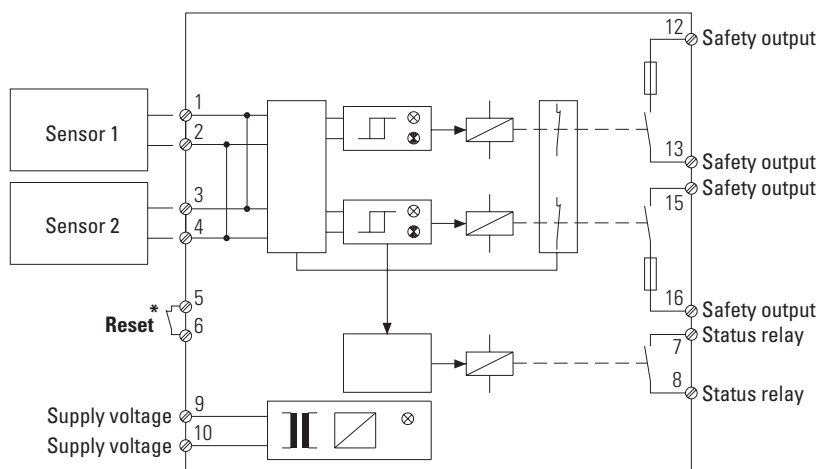 12
Safety output
Sensor 1
1
2
13
Safety output
Safety output
Sensor 2
3
4
15
16
Safety output
Reset *
5
6
Status relay
7
8
Status relay
Supply voltage
9
Supply voltage
10